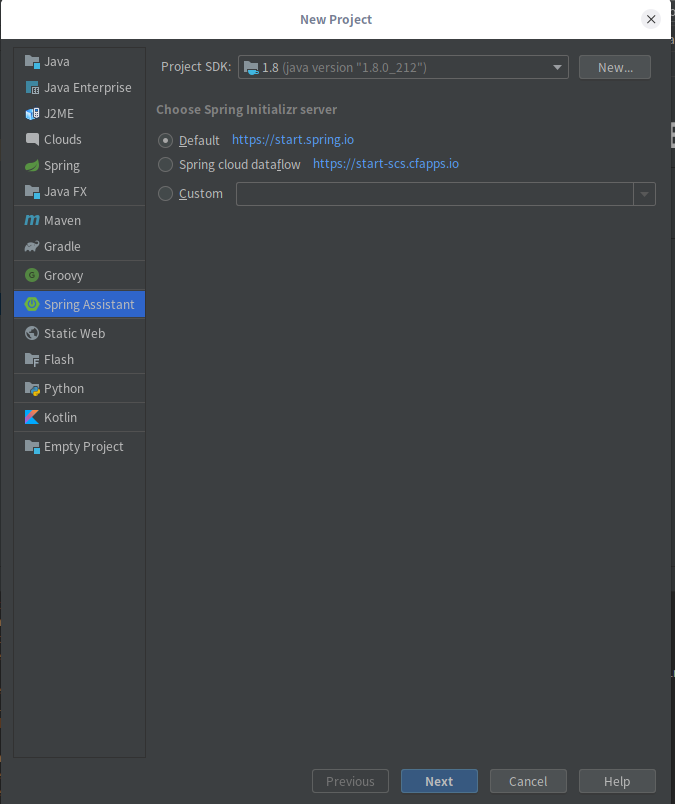 New Project
Java
Java Enterprise
J2ME
Clouds
Spring
Java FX
Maven
Gradle
Groovy
Spring Assistant
Static Web
Flash
Python
Kotlin
Empty Project
Project SDK: 1.8 (java version "1.8.0_212") New...
Choose Spring Initializr server
Default https://start.spring.io
Spring cloud dataflow https://start-scs.cfapps.io
Custom
Previous Next Cancel Help